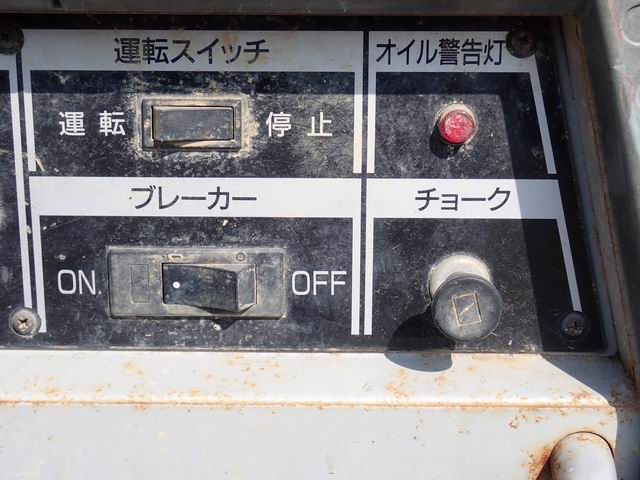 運転スイッチ
オイル警告灯
運転 停止
ブレーカー
チョーク
ON OFF